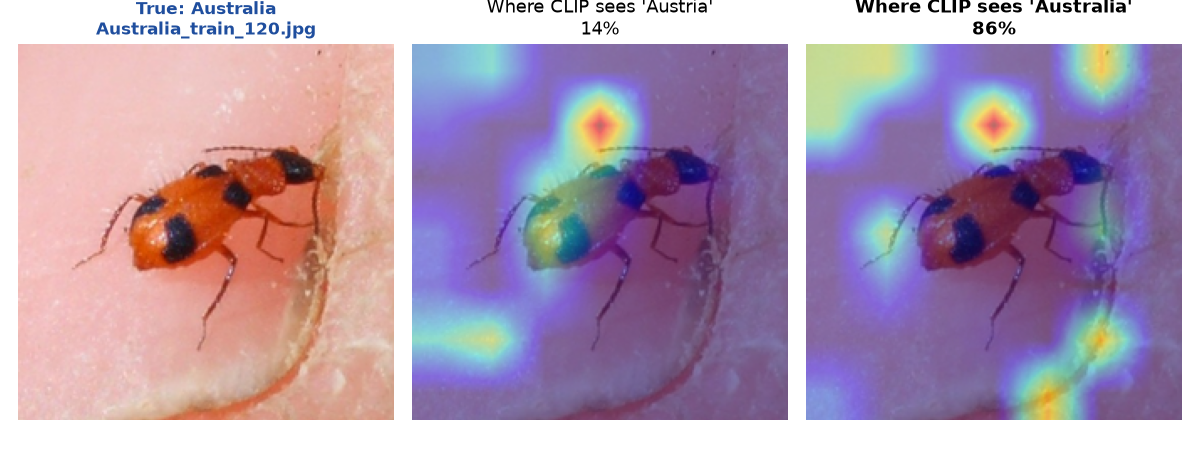 True: Australia
Australia_train_120.jpg
Where CLIP sees 'Austria'
14%
Where CLIP sees 'Australia'
86%